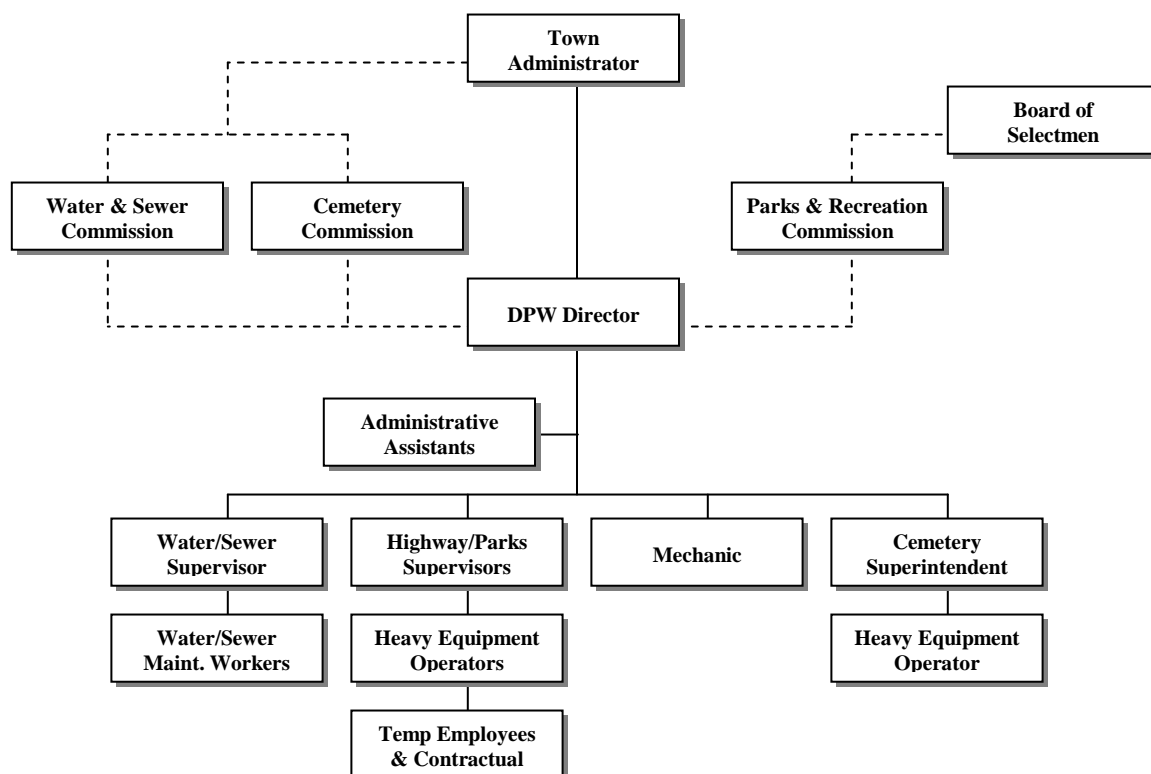 Town
Administrator
Board of
Selectmen
Water & Sewer
Commission
Cemetery
Commission
Parks & Recreation
Commission
DPW Director
Administrative
Assistants
Water/Sewer
Supervisor
Highway/Parks
Supervisors
Mechanic
Cemetery
Superintendent
Water/Sewer
Maint. Workers
Heavy Equipment
Operators
Heavy Equipment
Operator
Temp Employees
& Contractual